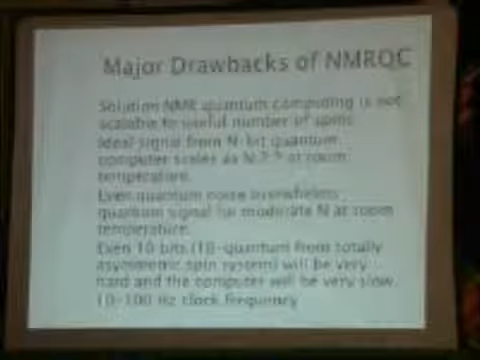 Major Drawbacks of NMRQC
Solution NMR quantum computing is not
scalable to useful number of spins
Ideal signal from N-bit quantum
computer scales as N at room
temperature.
Even quantum noise overwhelms
quantum signal for moderate N at room
temperature.
Even 10 bits (10-quantum from totally
asymmetric spin system) will be very
hard and the computer will be very slow.
10-100 Hz clock frequency